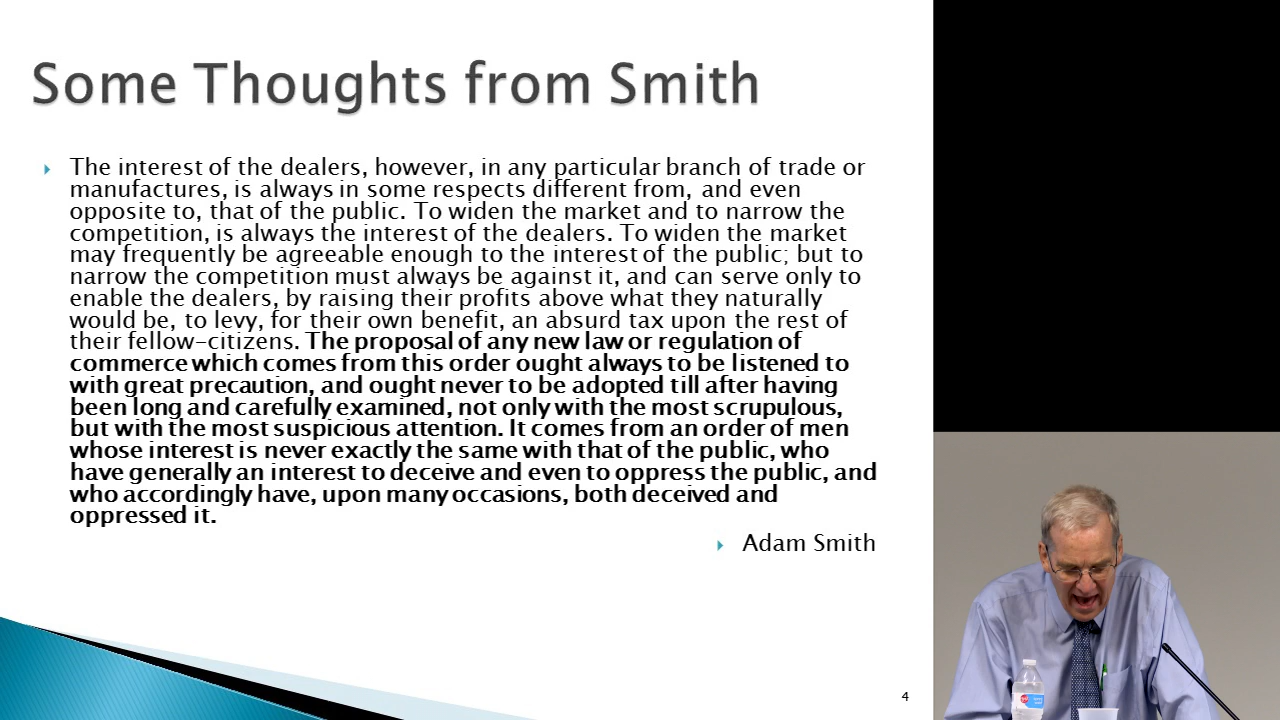 Some Thoughts from Smith
The interest of the dealers, however, in any particular branch of trade or
manufactures, is always in some respects different from, and even
opposite to, that of the public. To widen the market and to narrow the
competition, is always the interest of the dealers. To widen the market
may frequently be agreeable enough to the interest of the public; but to
narrow the competition must always be against it, and can serve only to
enable the dealers, by raising their profits above what they naturally
would be, to levy, for their own benefit, an absurd tax upon the rest of
their fellow-citizens. The proposal of any new law or regulation of
commerce which comes from this order ought always to be listened to
with great precaution, and ought never to be adopted till after having
been long and carefully examined, not only with the most scrupulous,
but with the most suspicious attention. It comes from an order of men
whose interest is never exactly the same with that of the public, who
have generally an interest to deceive and even to oppress the public, and
who accordingly have, upon many occasions, both deceived and
oppressed it.
Adam Smith
4